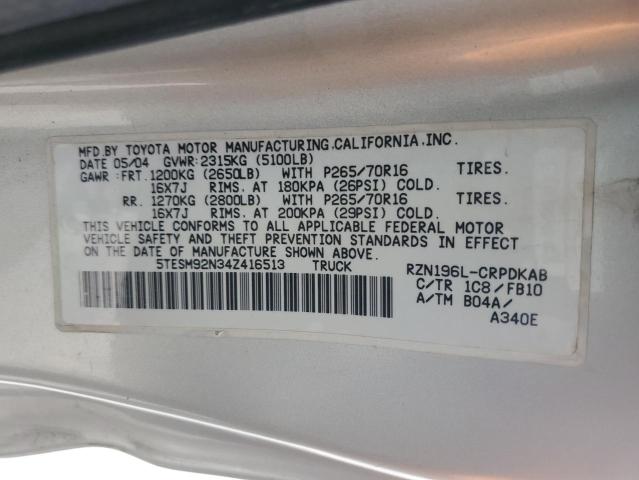 MFD.BY TOYOTA MOTOR MANUFACTURING,CALIFORNIA,INC.
DATE 05/04 GVWR:2315KG (5100LB)
GAWR: FRT. 1200KG (2650LB) WITH P265/70R16 TIRES.
16X7J RIMS. AT 180KPA (26PSI) COLD.
RR. 1270KG (2800LB) WITH P265/70R16 TIRES.
16X7J RIMS. AT 200KPA (29PSI) COLD.
THIS VEHICLE CONFORMS TO ALL APPLICABLE FEDERAL MOTOR
VEHICLE SAFETY AND THEFT PREVENTION STANDARDS IN EFFECT
ON THE DATE OF MANUFACTURE SHOWN ABOVE.
5TESM92N34Z416513 TRUCK RZN196L-CRPDKAB
C/TR 1C8/FB10
A/TM B04A/
A340E